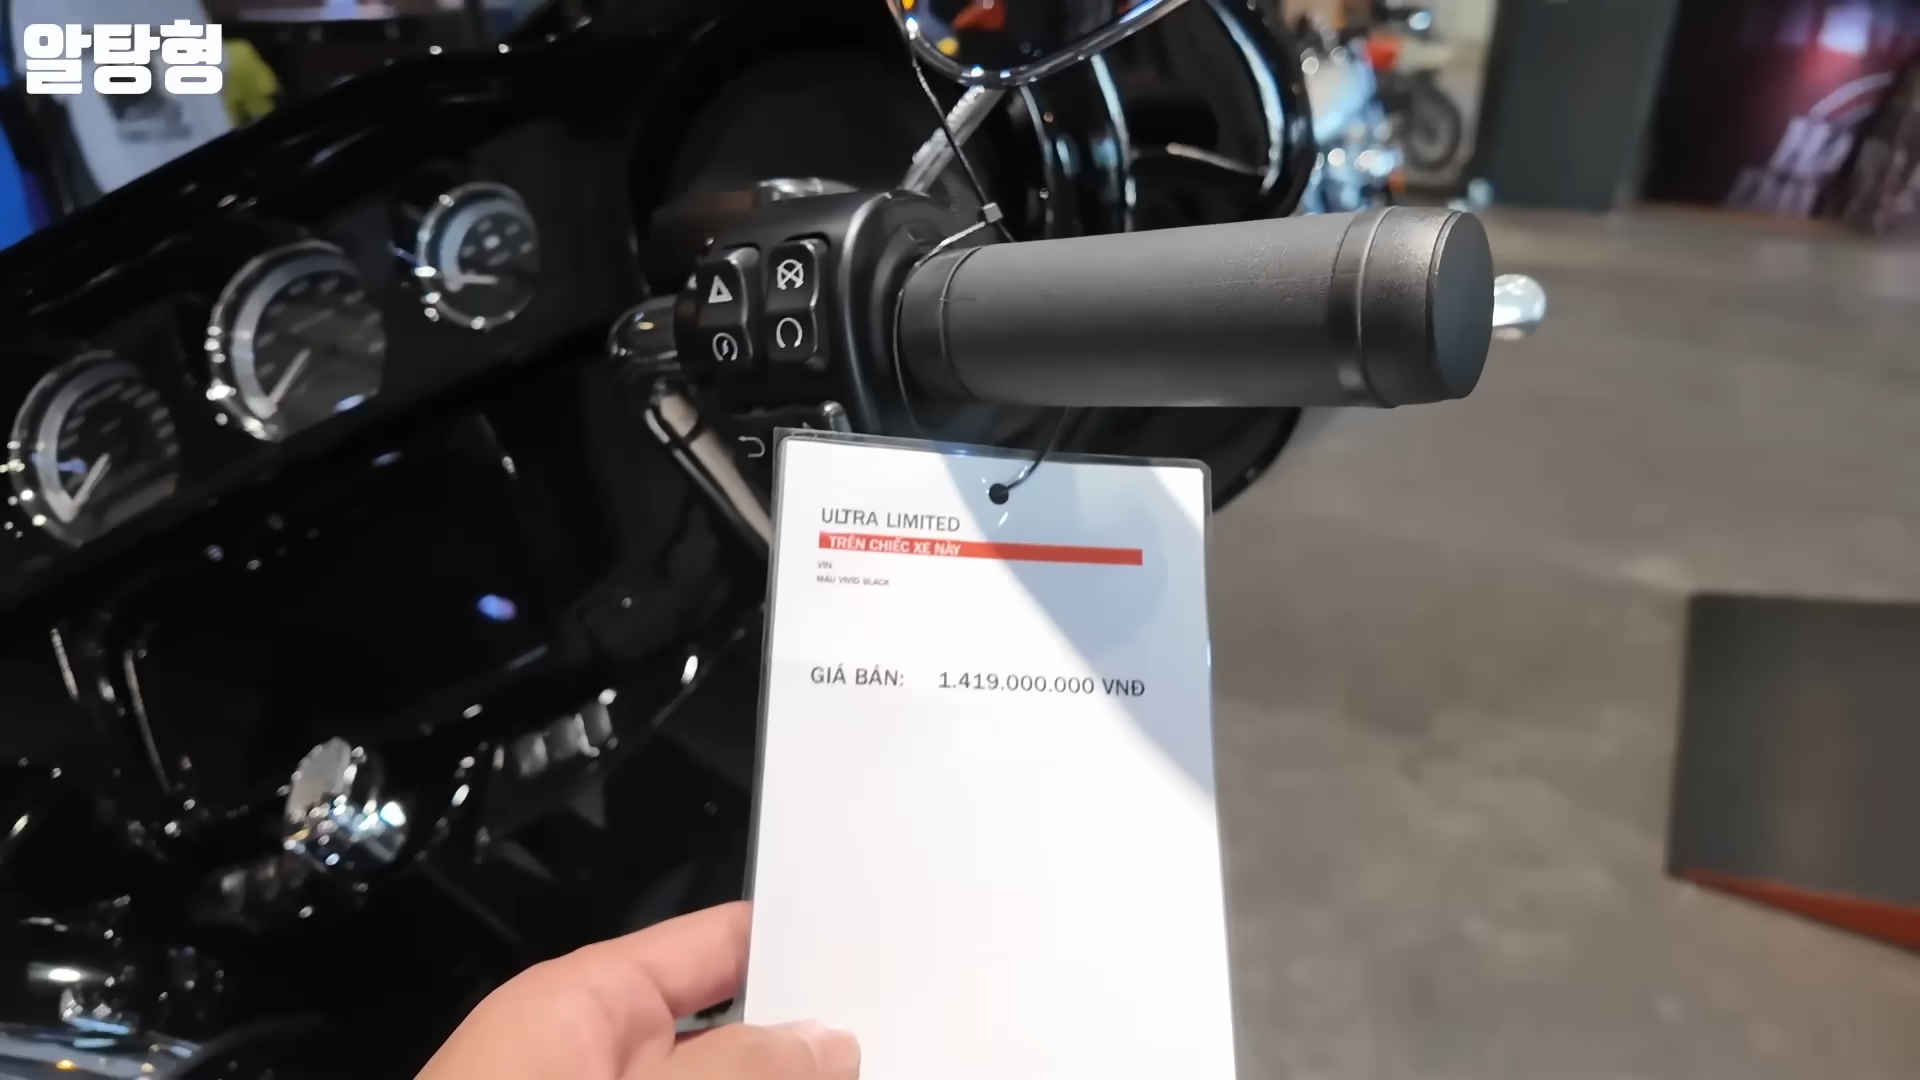 알탕형
ULTRA LIMITED
TRÊN CHIẾC XE NÀY
VIN
MÀU VIVID BLACK
GIÁ BÁN: 1.419.000.000 VNĐ